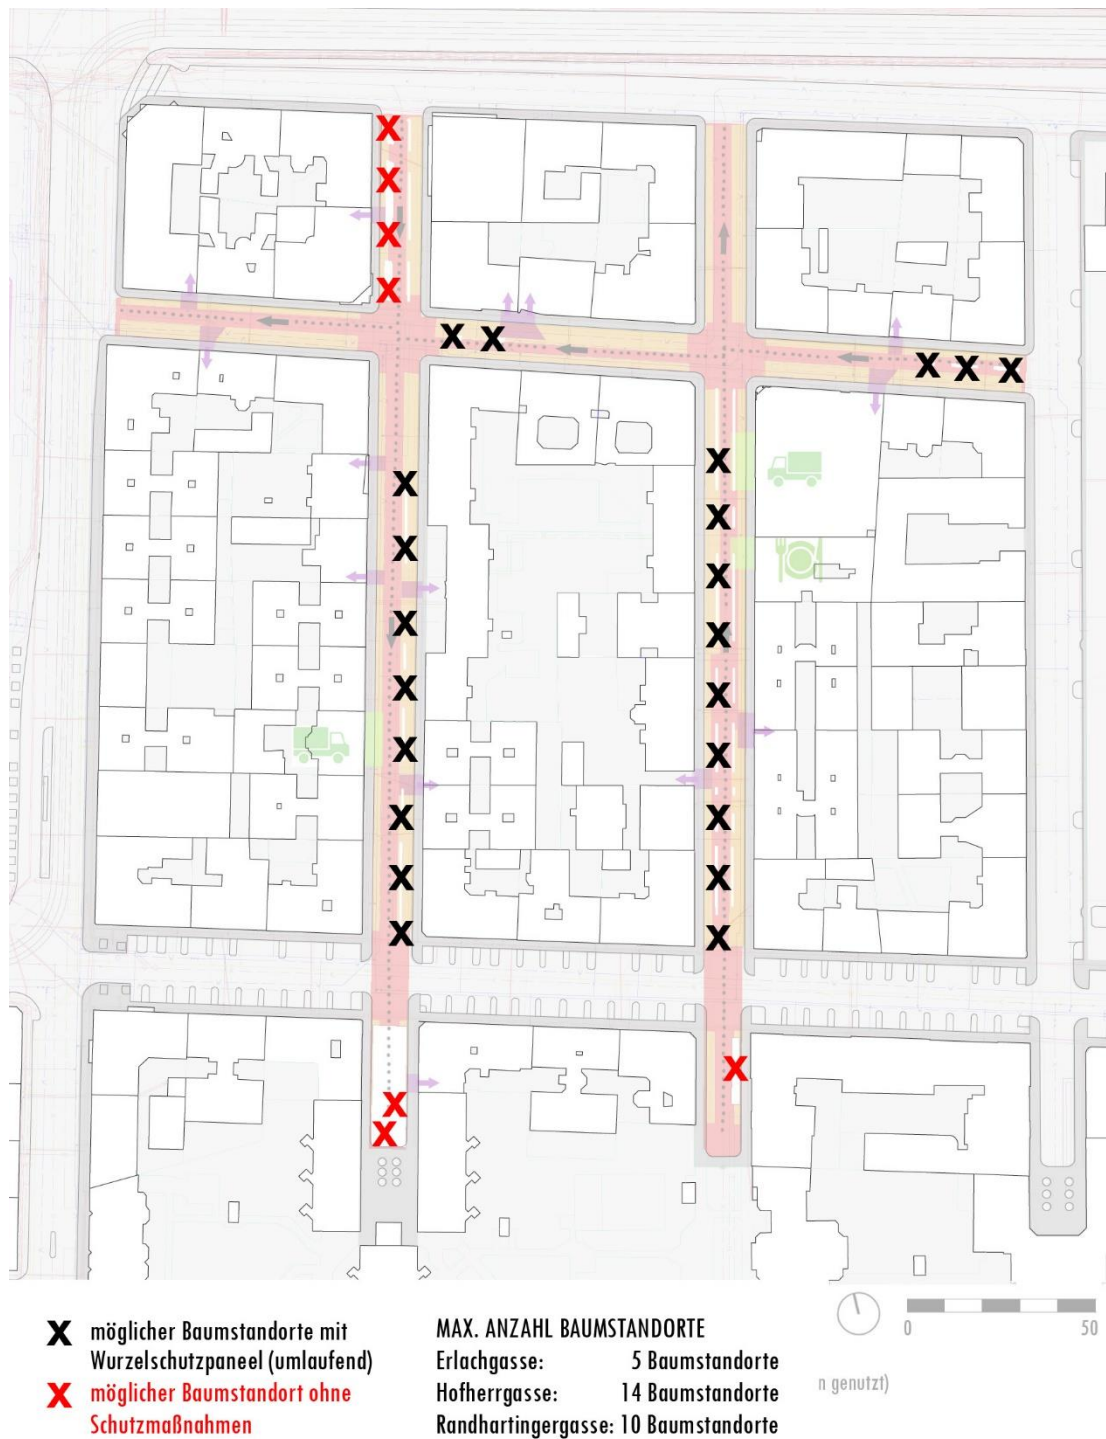 0 50
X möglicher Baumstandorte mit
Wurzelschutzpaneel (umlaufend)
X möglicher Baumstandort ohne
Schutzmaßnahmen
MAX. ANZAHL BAUMSTANDORTE
Erlachgasse: 5 Baumstandorte
Hofherrgasse: 14 Baumstandorte
Randhartingergasse: 10 Baumstandorte
n genutzt)